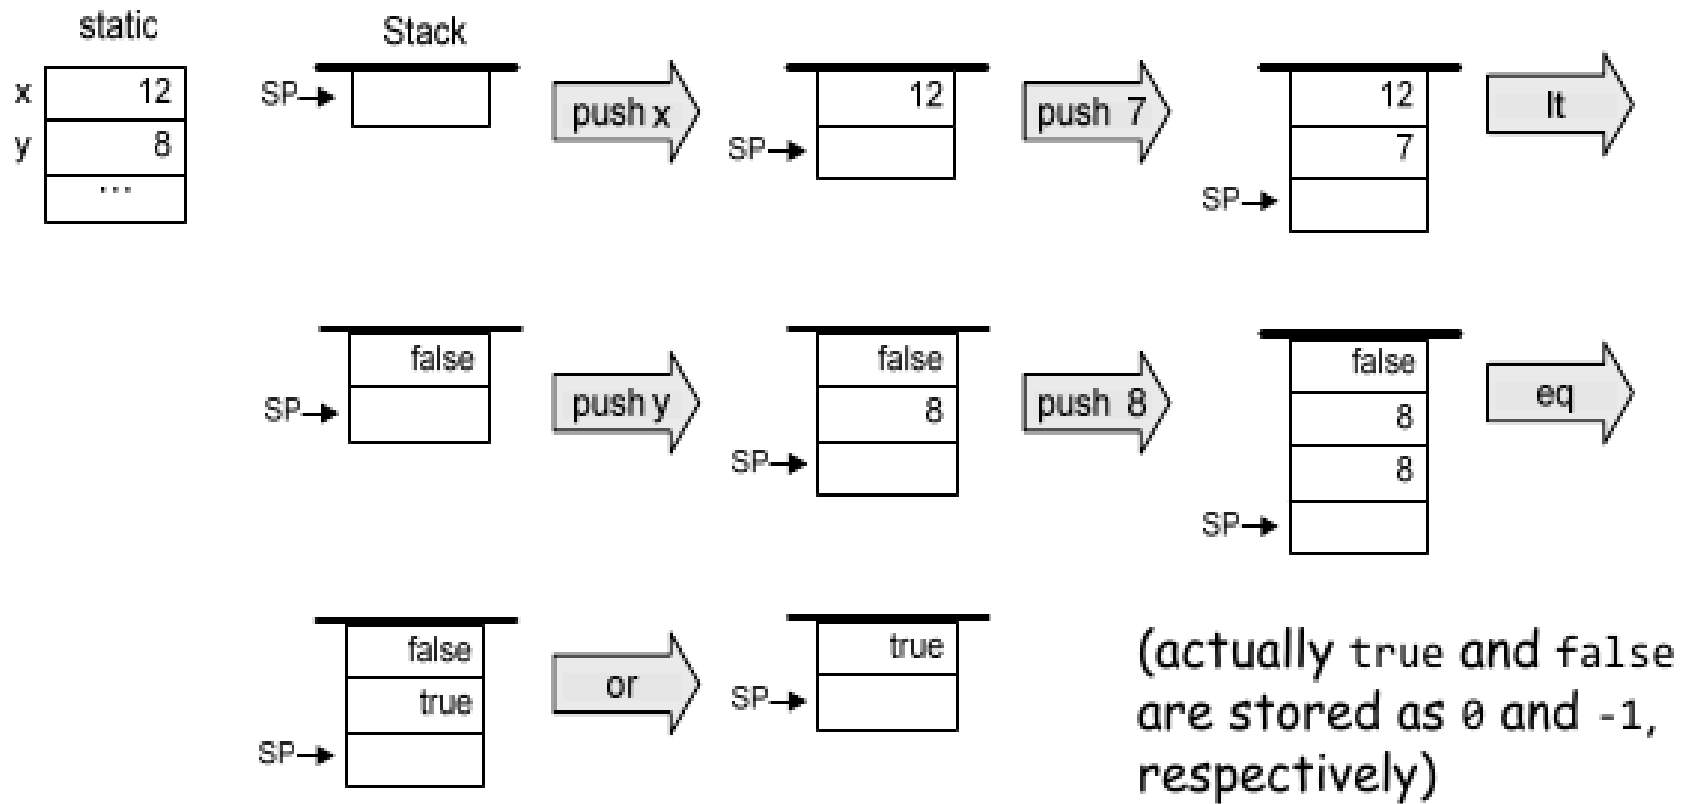 static
Stack
x 12
y 8
...
SP
push x
12
SP
push 7
12
7
SP
lt
false
SP
push y
false
8
SP
push 8
false
8
8
SP
eq
false
true
SP
or
true
SP
(actually true and false
are stored as 0 and -1,
respectively)